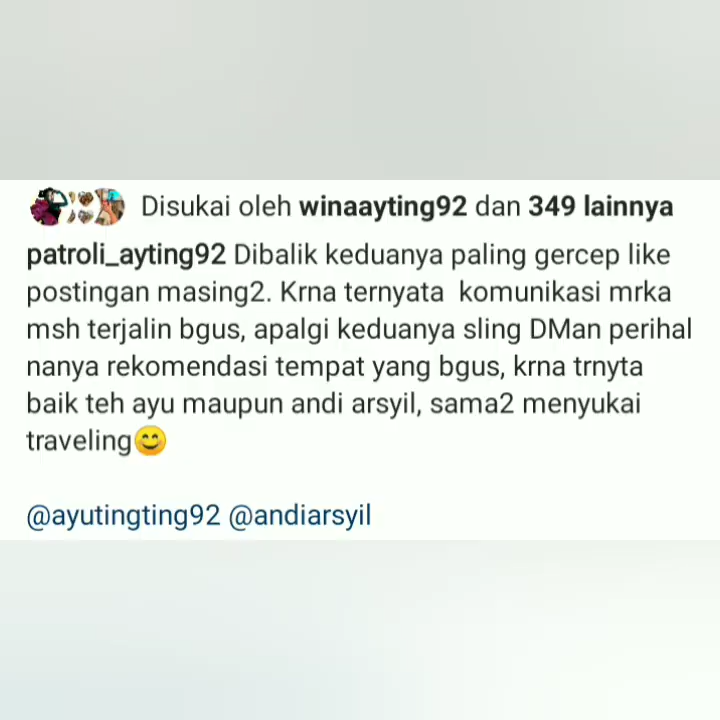 Disukai oleh winaayting92 dan 349 lainnya
patroli_ayting92 Dibalik keduanya paling gercep like
postingan masing2. Krna ternyata komunikasi mrka
msh terjalin bgus, apalgi keduanya sling DMan perihal
nanya rekomendasi tempat yang bgus, krna trnyta
baik teh ayu maupun andi arsyil, sama2 menyukai
traveling😊
@ayutingting92 @andiarsyil